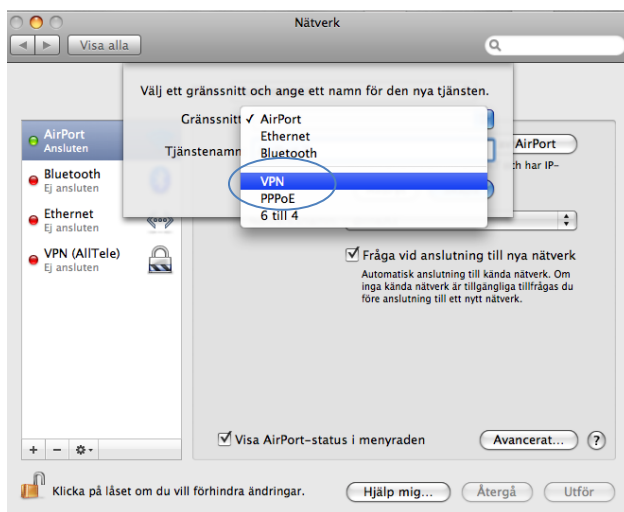 Nätverk
Visa alla
Välj ett gränssnitt och ange ett namn för den nya tjänsten.
Gränssnitt
✓ AirPort
Ethernet
Bluetooth
VPN
PPPoE
6 till 4
Tjänstenamn
AirPort
Ansluten
Bluetooth
Ej ansluten
Ethernet
Ej ansluten
VPN (AllTele)
Ej ansluten
AirPort
ch har IP-
Fråga vid anslutning till nya nätverk
Automatisk anslutning till kända nätverk. Om
inga kända nätverk är tillgängliga tillfrågas du
före anslutning till ett nytt nätverk.
Visa AirPort-status i menyraden
Avancerat...
?
+ −
Klicka på låset om du vill förhindra ändringar.
Hjälp mig...
Återgå
Utför